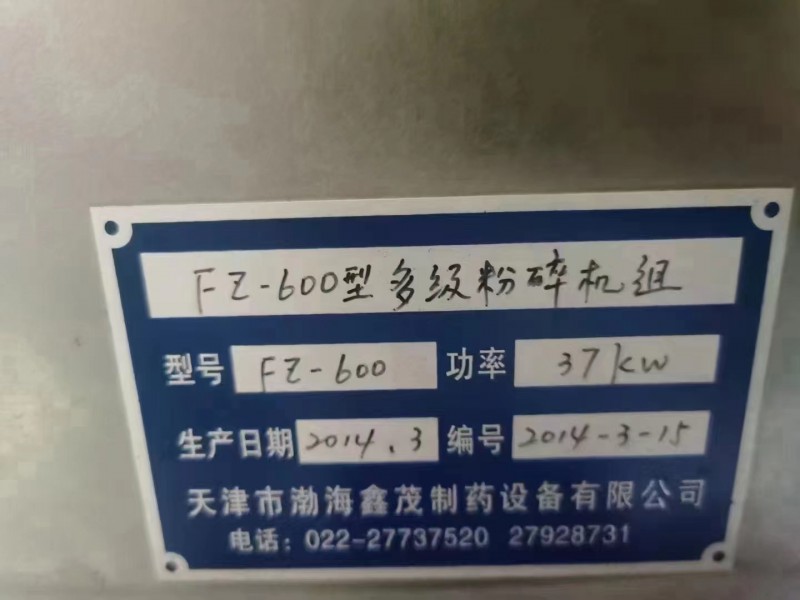 FZ-600型多级粉碎机组
型号 FZ-600 功率 37kw
生产日期 2014.3 编号 2014-3-15
天津市渤海鑫茂制药设备有限公司
电话：022-27737520 27928731